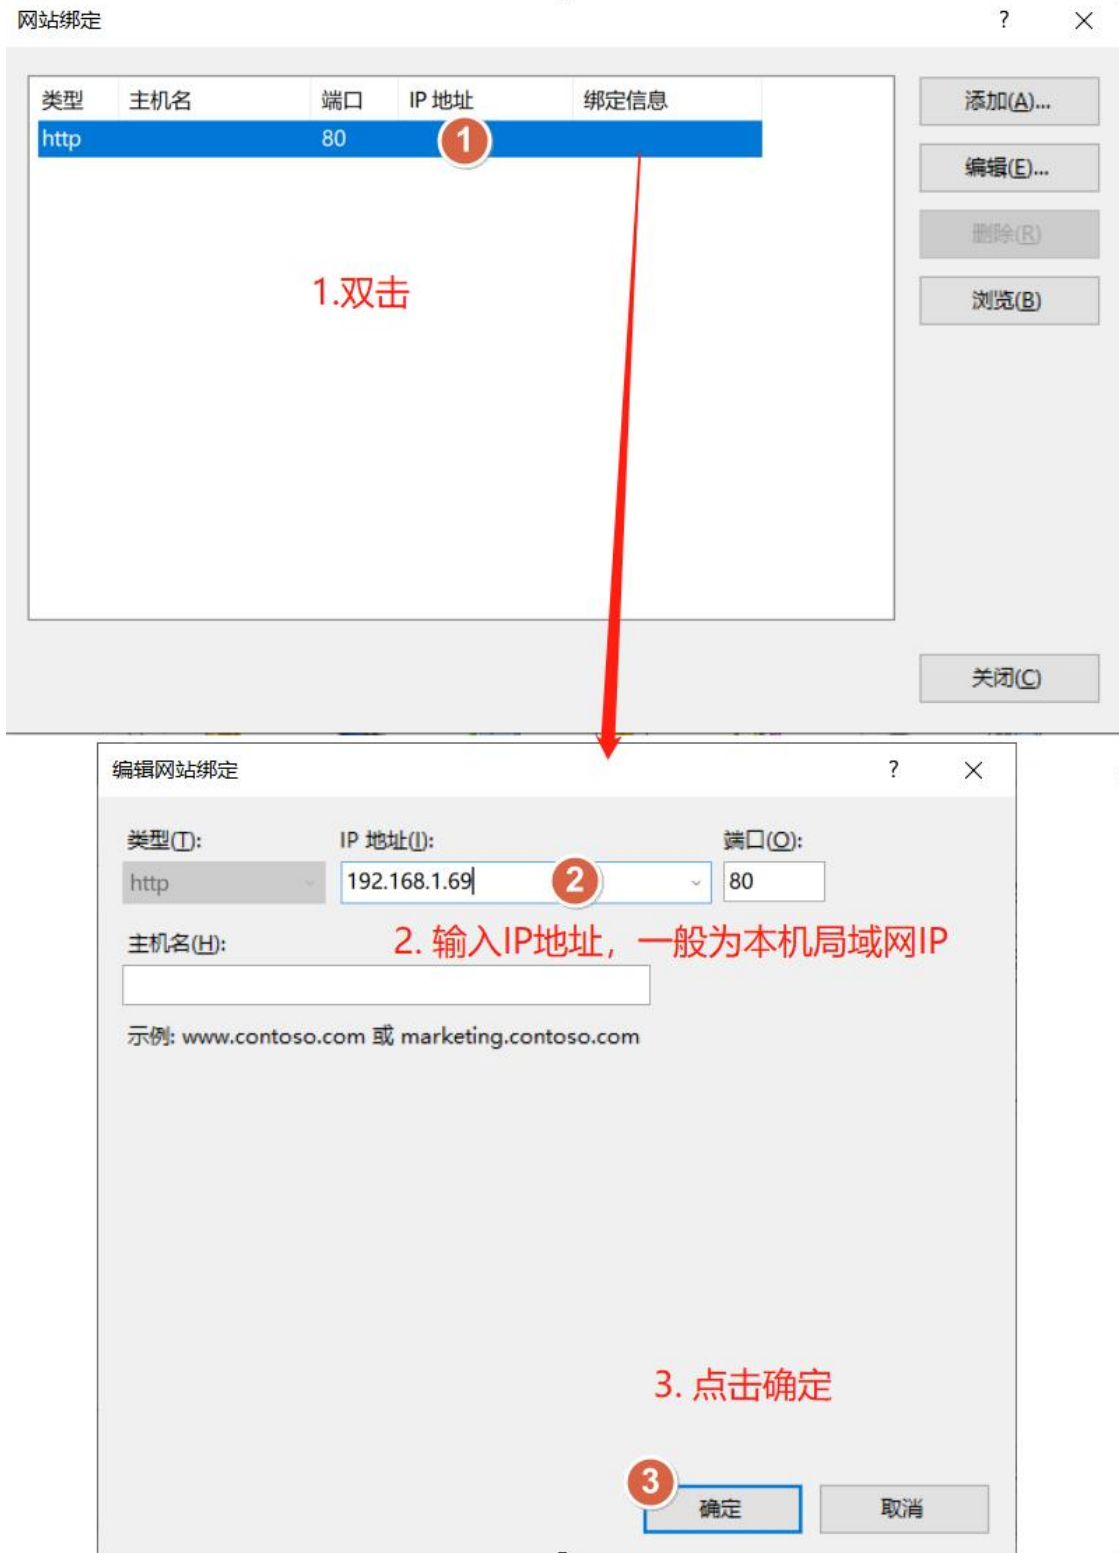 网站绑定
?
类型 主机名 端口 IP 地址 绑定信息
http 80
1
添加(A)...
编辑(E)...
删除(R)
浏览(B)
1.双击
关闭(C)
编辑网站绑定
?
类型(T): IP 地址(I): 端口(O):
http 192.168.1.69 2 80
主机名(H):
2. 输入IP地址，一般为本机局域网IP
示例: www.contoso.com 或 marketing.contoso.com
3. 点击确定
3
确定 取消